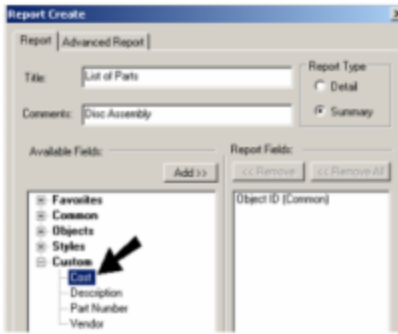 Report Create
Report Advanced Report
Title: List of Parts
Report Type
Detail
Comments: Disc Assembly
Summary
Available Fields:
Report Fields:
Add >>
<< Remove
<< Remove All
Favorites
Object ID (Common)
Common
Objects
Styles
Custom
Cost
Description
Part Number
Vendor